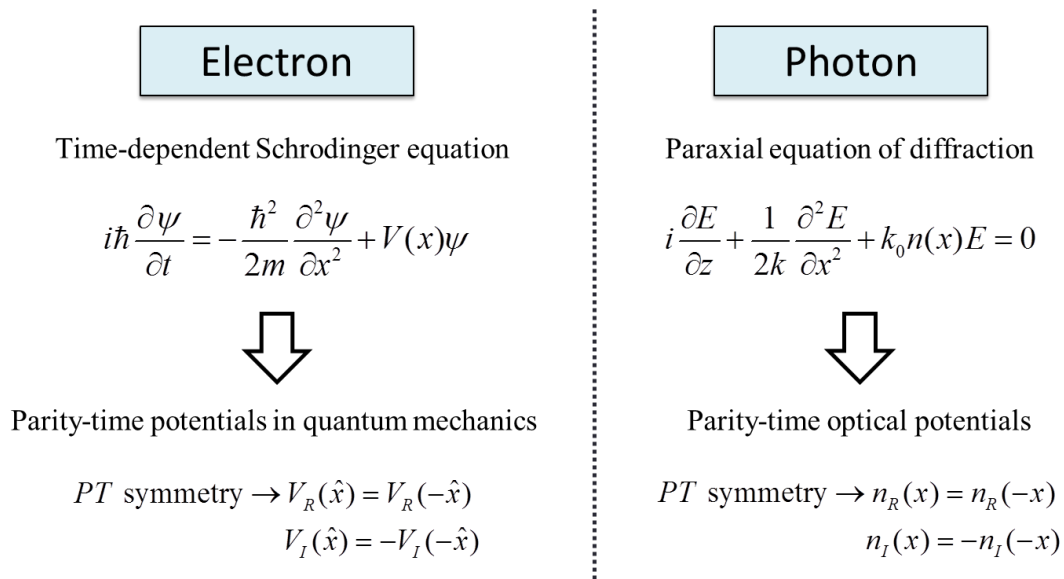 Electron
Time-dependent Schrodinger equation
iℏ ∂ψ/∂t = −ℏ²/2m ∂²ψ/∂x² + V(x)ψ
Parity-time potentials in quantum mechanics
PT symmetry → V_R(x̂) = V_R(−x̂)
V_I(x̂) = −V_I(−x̂)
Photon
Paraxial equation of diffraction
i ∂E/∂z + 1/2k ∂²E/∂x² + k₀n(x)E = 0
Parity-time optical potentials
PT symmetry → n_R(x) = n_R(−x)
n_I(x) = −n_I(−x)